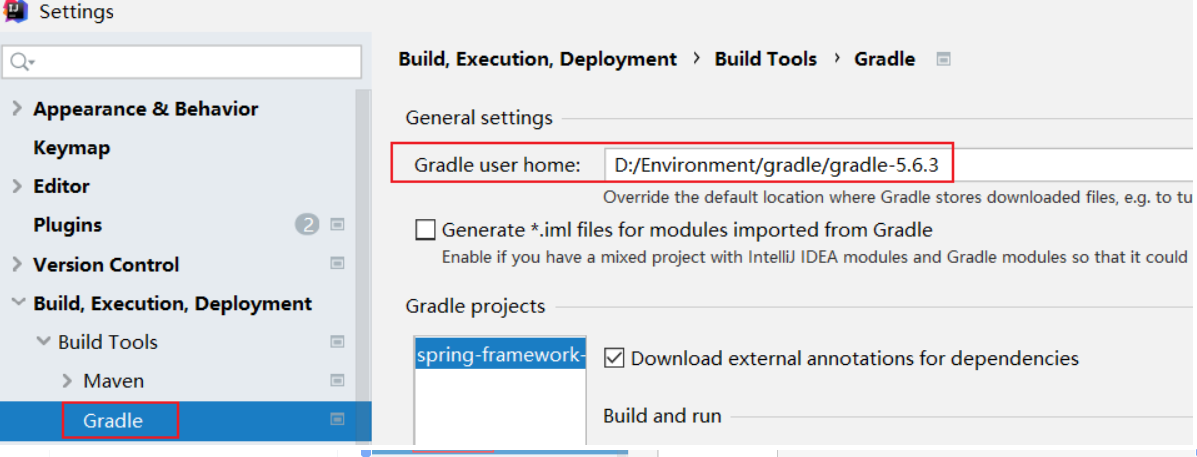 Settings
Appearance & Behavior
Keymap
Editor
Plugins
2
Version Control
Build, Execution, Deployment
Build Tools
Maven
Gradle
Build, Execution, Deployment > Build Tools > Gradle
General settings
Gradle user home: D:/Environment/gradle/gradle-5.6.3
Override the default location where Gradle stores downloaded files, e.g. to tu
Generate *.iml files for modules imported from Gradle
Enable if you have a mixed project with IntelliJ IDEA modules and Gradle modules so that it could
Gradle projects
spring-framework-
Download external annotations for dependencies
Build and run